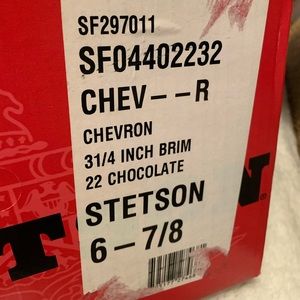 SF297011
SF04402232
CHEV – – R
CHEVRON
31/4 INCH BRIM
22 CHOCOLATE
STETSON
6 – 7/8